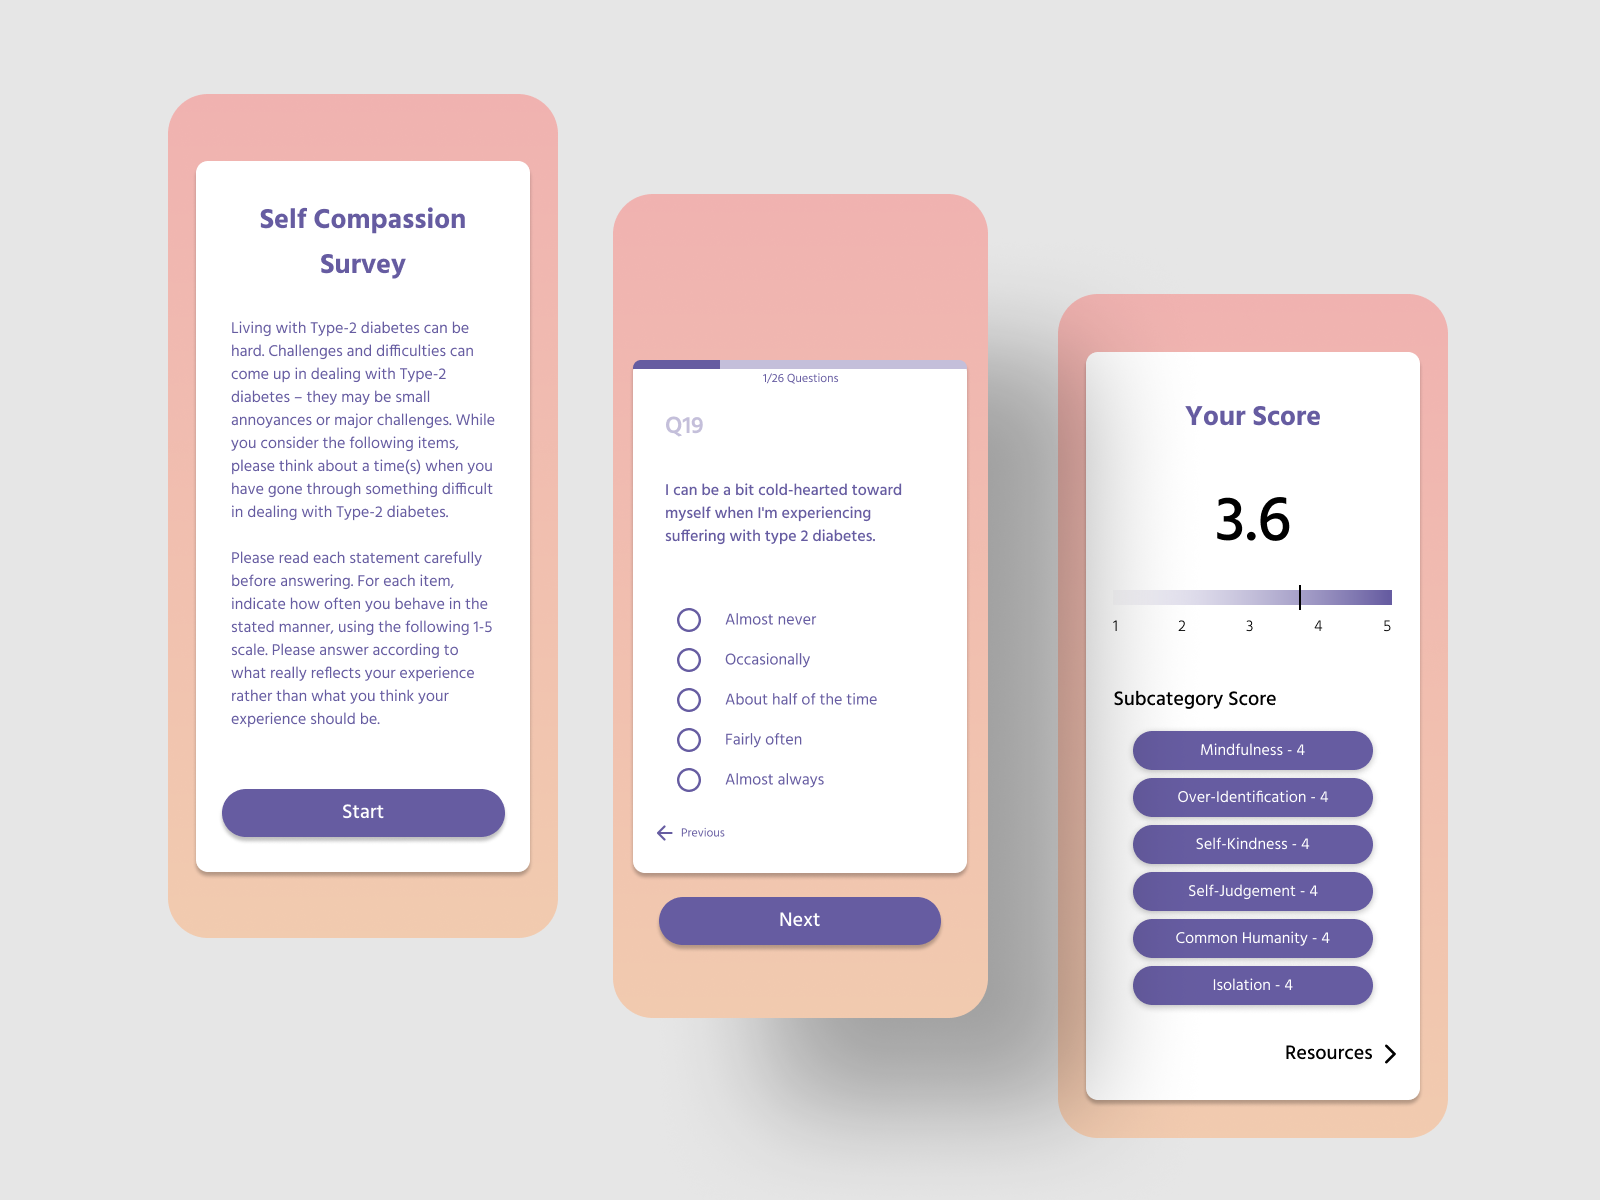 Self Compassion
Survey
Living with Type-2 diabetes can be
hard. Challenges and difficulties can
come up in dealing with Type-2
diabetes – they may be small
annoyances or major challenges. While
you consider the following items,
please think about a time(s) when you
have gone through something difficult
in dealing with Type-2 diabetes.
Please read each statement carefully
before answering. For each item,
indicate how often you behave in the
stated manner, using the following 1-5
scale. Please answer according to
what really reflects your experience
rather than what you think your
experience should be.
Start
1/26 Questions
Q19
I can be a bit cold-hearted toward
myself when I'm experiencing
suffering with type 2 diabetes.
Almost never
Occasionally
About half of the time
Fairly often
Almost always
Previous
Next
Your Score
3.6
1 2 3 4 5
Subcategory Score
Mindfulness - 4
Over-Identification - 4
Self-Kindness - 4
Self-Judgement - 4
Common Humanity - 4
Isolation - 4
Resources